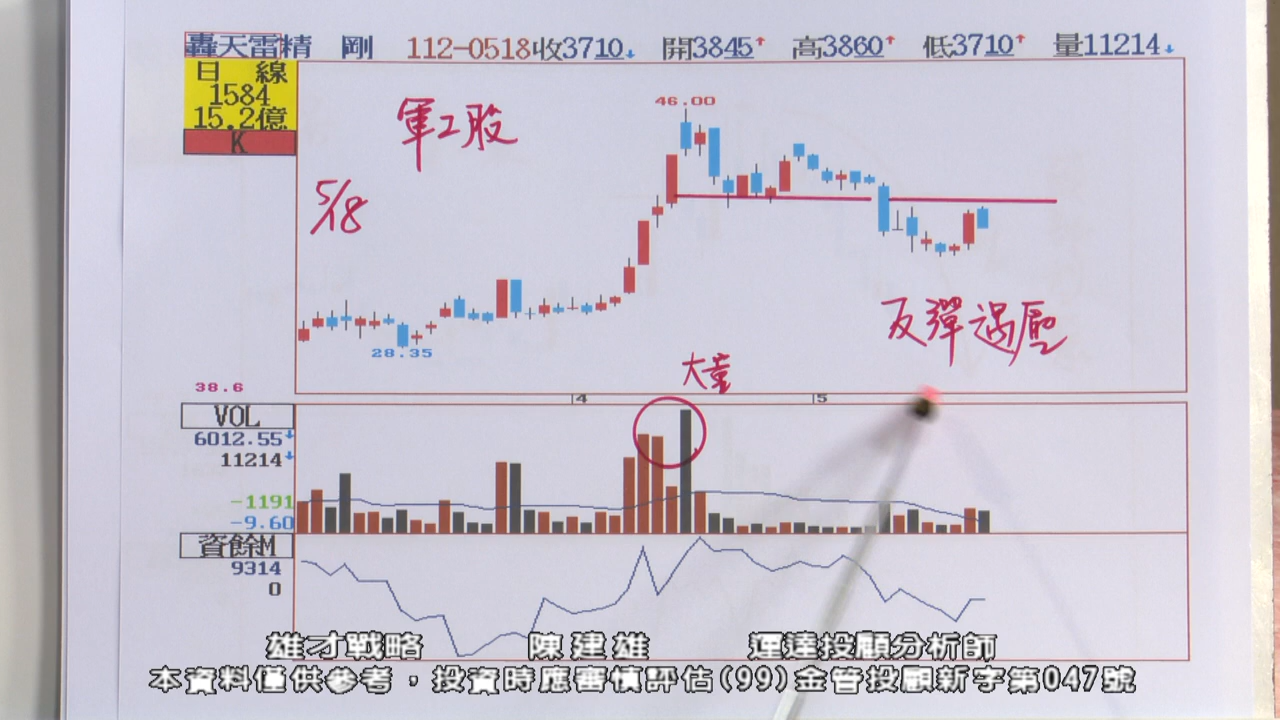 轟天雷精 剛 112-0518收3710↓ 開3845↑ 高3860↑ 低3710↑ 量11214↓
日 線
1584
15.2億
K
軍工股
5/18
46.00
28.35
反彈過壓
大量
38.6
4
5
VOL
6012.55↓
11214↓
-1191
-9.60
資餘M
9314
0
雄才戰略 陳建雄 運達投顧分析師
本資料僅供參考，投資時應審慎評估(99)金管投顧新字第047號